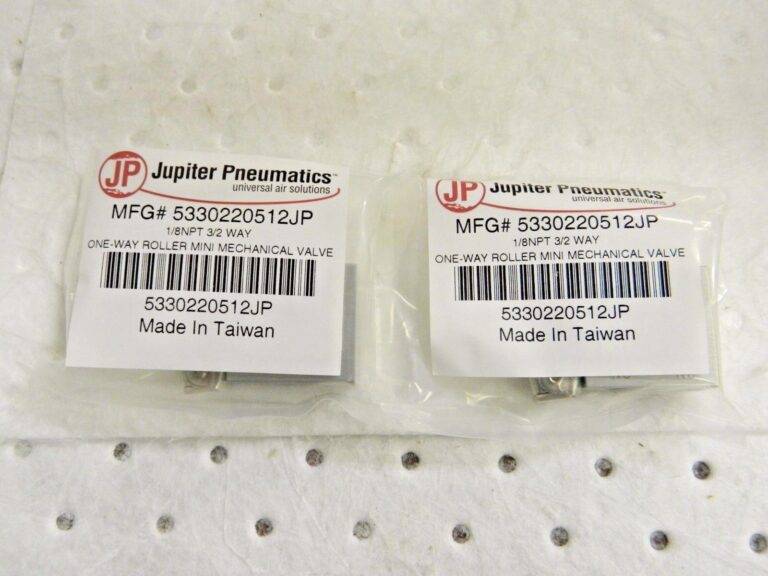 JP Jupiter Pneumatics™
universal air solutions
MFG# 5330220512JP
1/8NPT 3/2 WAY
ONE-WAY ROLLER MINI MECHANICAL VALVE
5330220512JP
Made In Taiwan
JP Jupiter Pneumatics™
universal air solutions
MFG# 5330220512JP
1/8NPT 3/2 WAY
ONE-WAY ROLLER MINI MECHANICAL VALVE
5330220512JP
Made In Taiwan